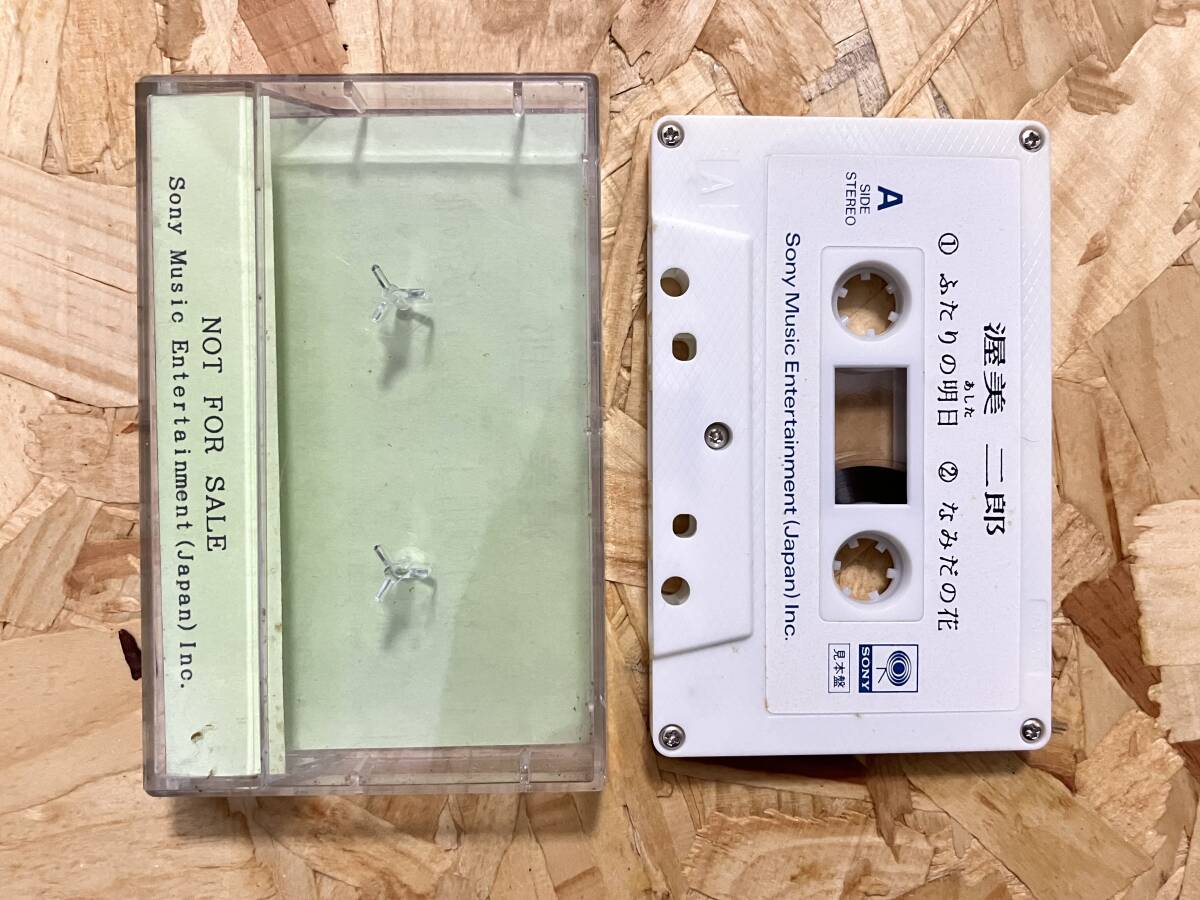 NOT FOR SALE
Sony Music Entertainment (Japan) Inc.
渥美 二郎
① ふたりの明日 ② なみだの花
あした
A
SIDE
STEREO
A
Sony Music Entertainment (Japan) Inc.
SONY
見本盤